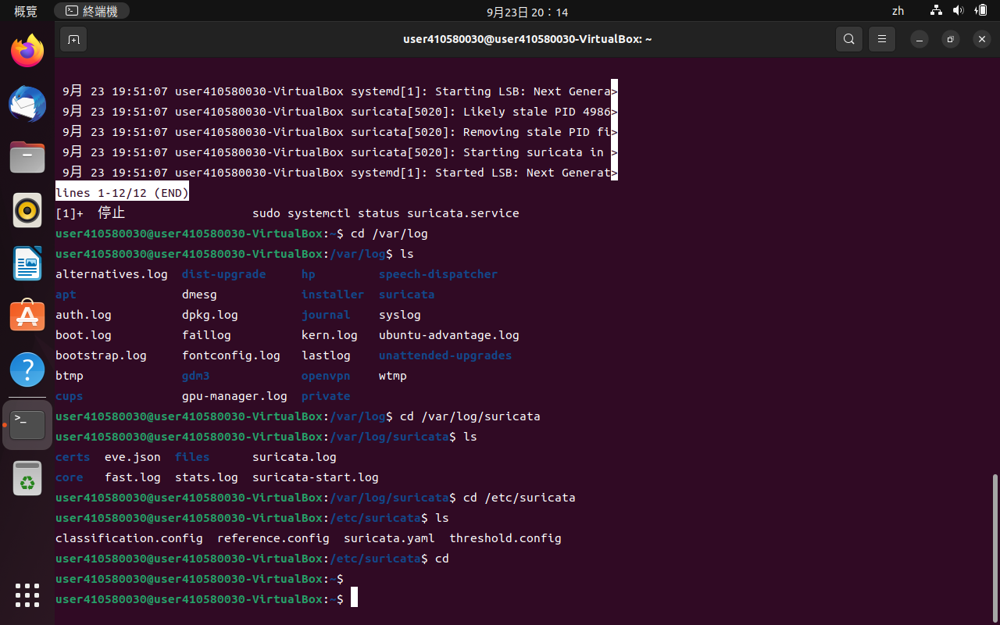 概覽 終端機 9月23日 20：14 zh
user410580030@user410580030-VirtualBox: ~
9月 23 19:51:07 user410580030-VirtualBox systemd[1]: Starting LSB: Next Genera>
9月 23 19:51:07 user410580030-VirtualBox suricata[5020]: Likely stale PID 4986>
9月 23 19:51:07 user410580030-VirtualBox suricata[5020]: Removing stale PID fi>
9月 23 19:51:07 user410580030-VirtualBox suricata[5020]: Starting suricata in >
9月 23 19:51:07 user410580030-VirtualBox systemd[1]: Started LSB: Next Generat>
lines 1-12/12 (END)
[1]+  停止                  sudo systemctl status suricata.service
user410580030@user410580030-VirtualBox:~$ cd /var/log
user410580030@user410580030-VirtualBox:/var/log$ ls
alternatives.log  dist-upgrade     hp         speech-dispatcher
apt               dmesg            installer  suricata
auth.log          dpkg.log         journal    syslog
boot.log          faillog          kern.log   ubuntu-advantage.log
bootstrap.log     fontconfig.log   lastlog    unattended-upgrades
btmp              gdm3             openvpn    wtmp
cups              gpu-manager.log  private
user410580030@user410580030-VirtualBox:/var/log$ cd /var/log/suricata
user410580030@user410580030-VirtualBox:/var/log/suricata$ ls
certs  eve.json  files      suricata.log
core   fast.log  stats.log  suricata-start.log
user410580030@user410580030-VirtualBox:/var/log/suricata$ cd /etc/suricata
user410580030@user410580030-VirtualBox:/etc/suricata$ ls
classification.config  reference.config  suricata.yaml  threshold.config
user410580030@user410580030-VirtualBox:/etc/suricata$ cd
user410580030@user410580030-VirtualBox:~$
user410580030@user410580030-VirtualBox:~$